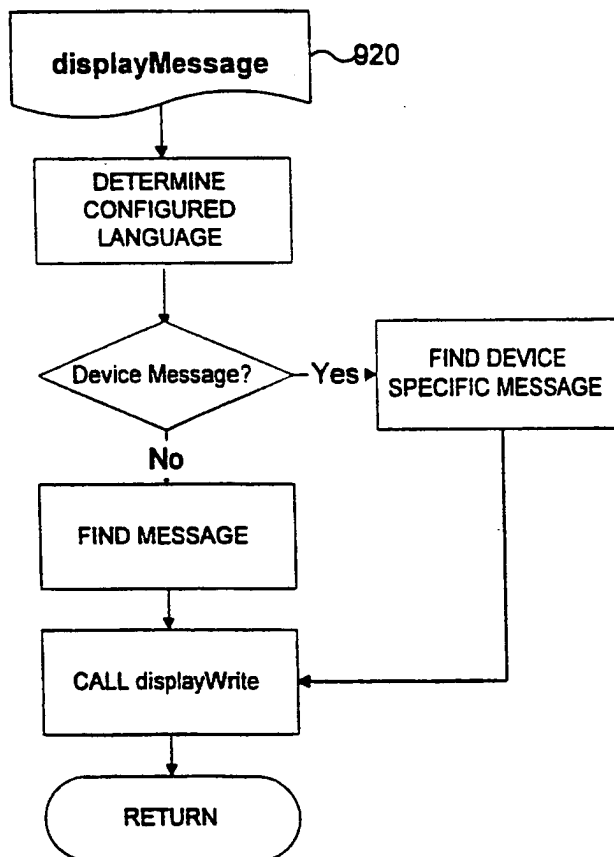 displayMessage
920
DETERMINE
CONFIGURED
LANGUAGE
Device Message?
Yes
FIND DEVICE
SPECIFIC MESSAGE
No
FIND MESSAGE
CALL displayWrite
RETURN